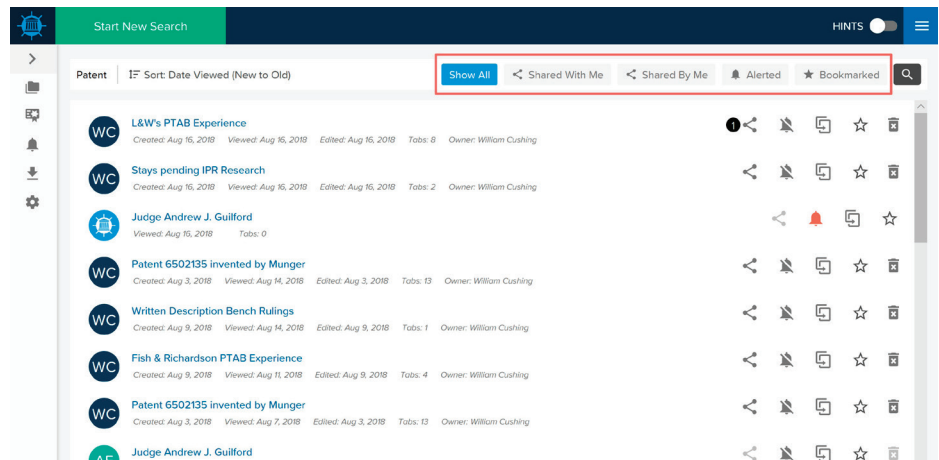 Start New Search
HINTS
Patent
Sort: Date Viewed (New to Old)
Show All
Shared With Me
Shared By Me
Alerted
Bookmarked
WC
L&W's PTAB Experience
Created: Aug 16, 2018 Viewed: Aug 16, 2018 Edited: Aug 16, 2018 Tabs: 8 Owner: William Cushing
1
WC
Stays pending IPR Research
Created: Aug 16, 2018 Viewed: Aug 16, 2018 Edited: Aug 16, 2018 Tabs: 2 Owner: William Cushing
Judge Andrew J. Guilford
Viewed: Aug 16, 2018 Tabs: 0
WC
Patent 6502135 invented by Munger
Created: Aug 3, 2018 Viewed: Aug 14, 2018 Edited: Aug 3, 2018 Tabs: 13 Owner: William Cushing
WC
Written Description Bench Rulings
Created: Aug 9, 2018 Viewed: Aug 14, 2018 Edited: Aug 9, 2018 Tabs: 1 Owner: William Cushing
WC
Fish & Richardson PTAB Experience
Created: Aug 9, 2018 Viewed: Aug 11, 2018 Edited: Aug 9, 2018 Tabs: 4 Owner: William Cushing
WC
Patent 6502135 invented by Munger
Created: Aug 3, 2018 Viewed: Aug 7, 2018 Edited: Aug 3, 2018 Tabs: 13 Owner: William Cushing
Judge Andrew J. Guilford